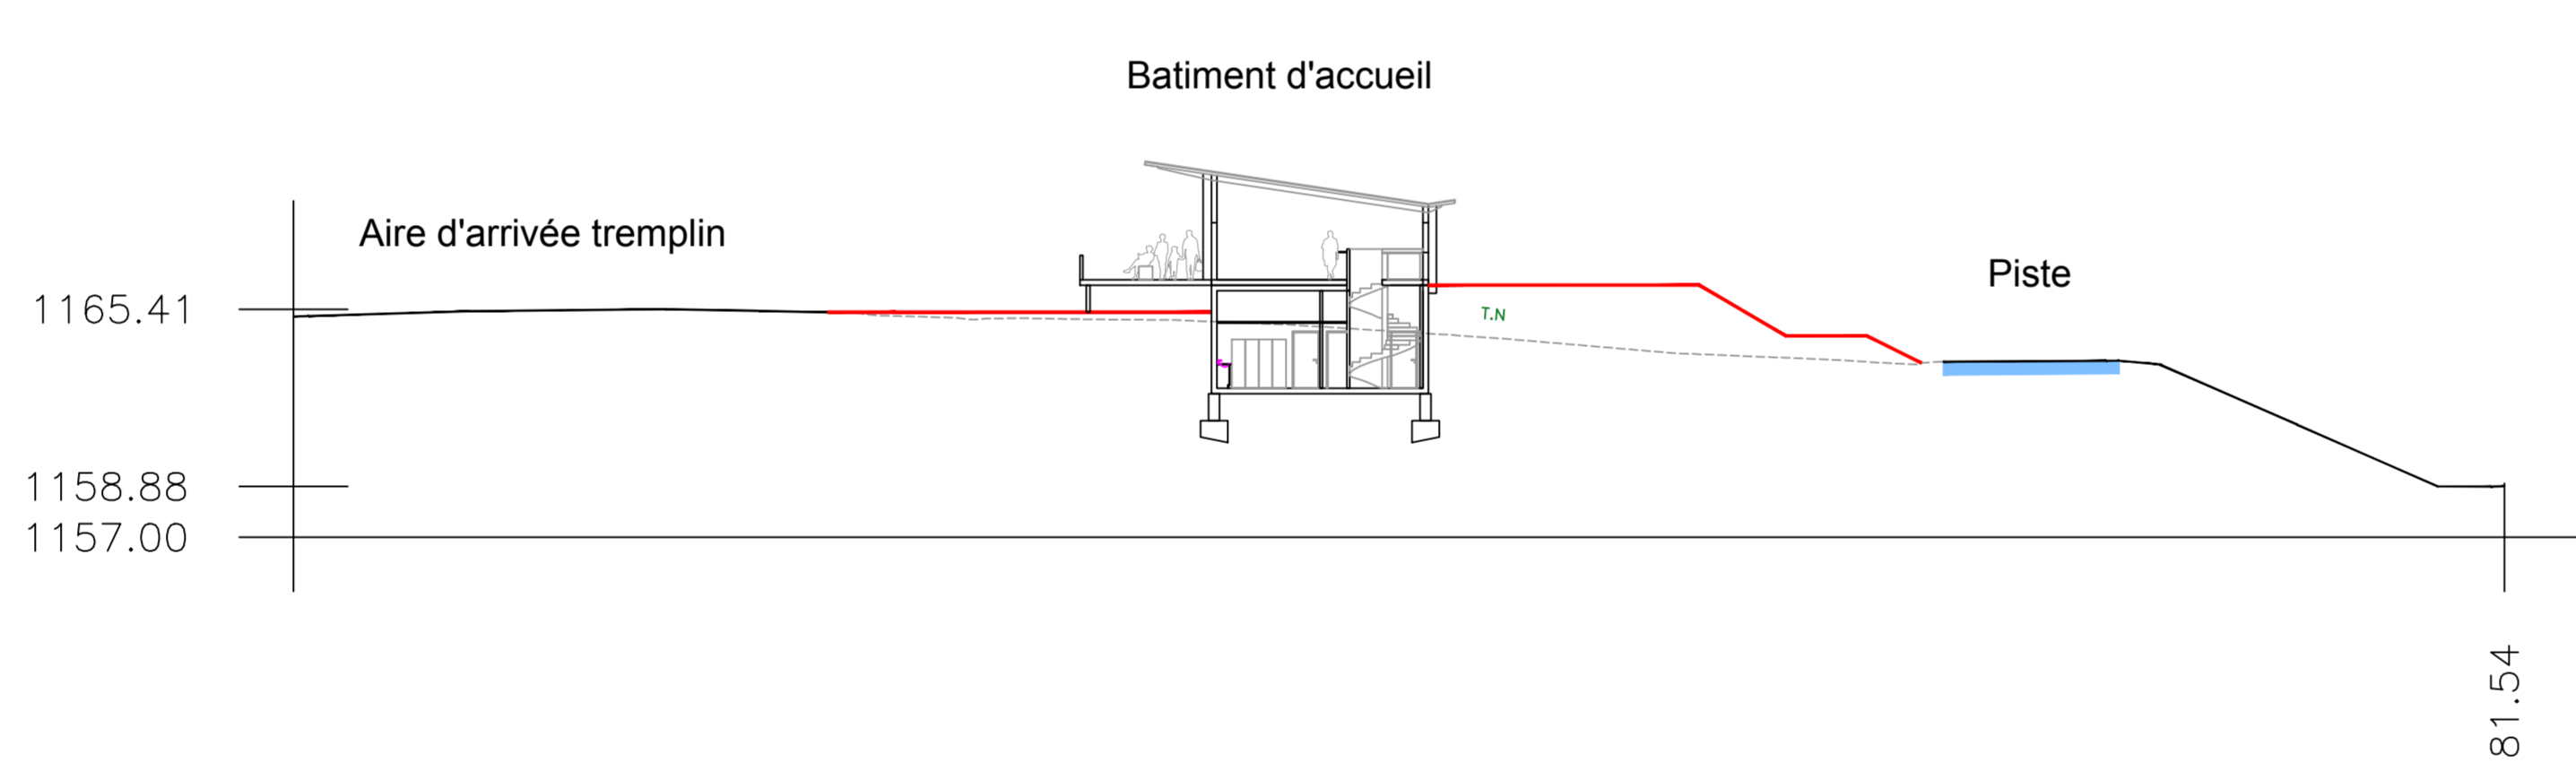 Batiment d'accueil
Aire d'arrivée tremplin
Piste
1165.41
T.N
1158.88
1157.00
81.54